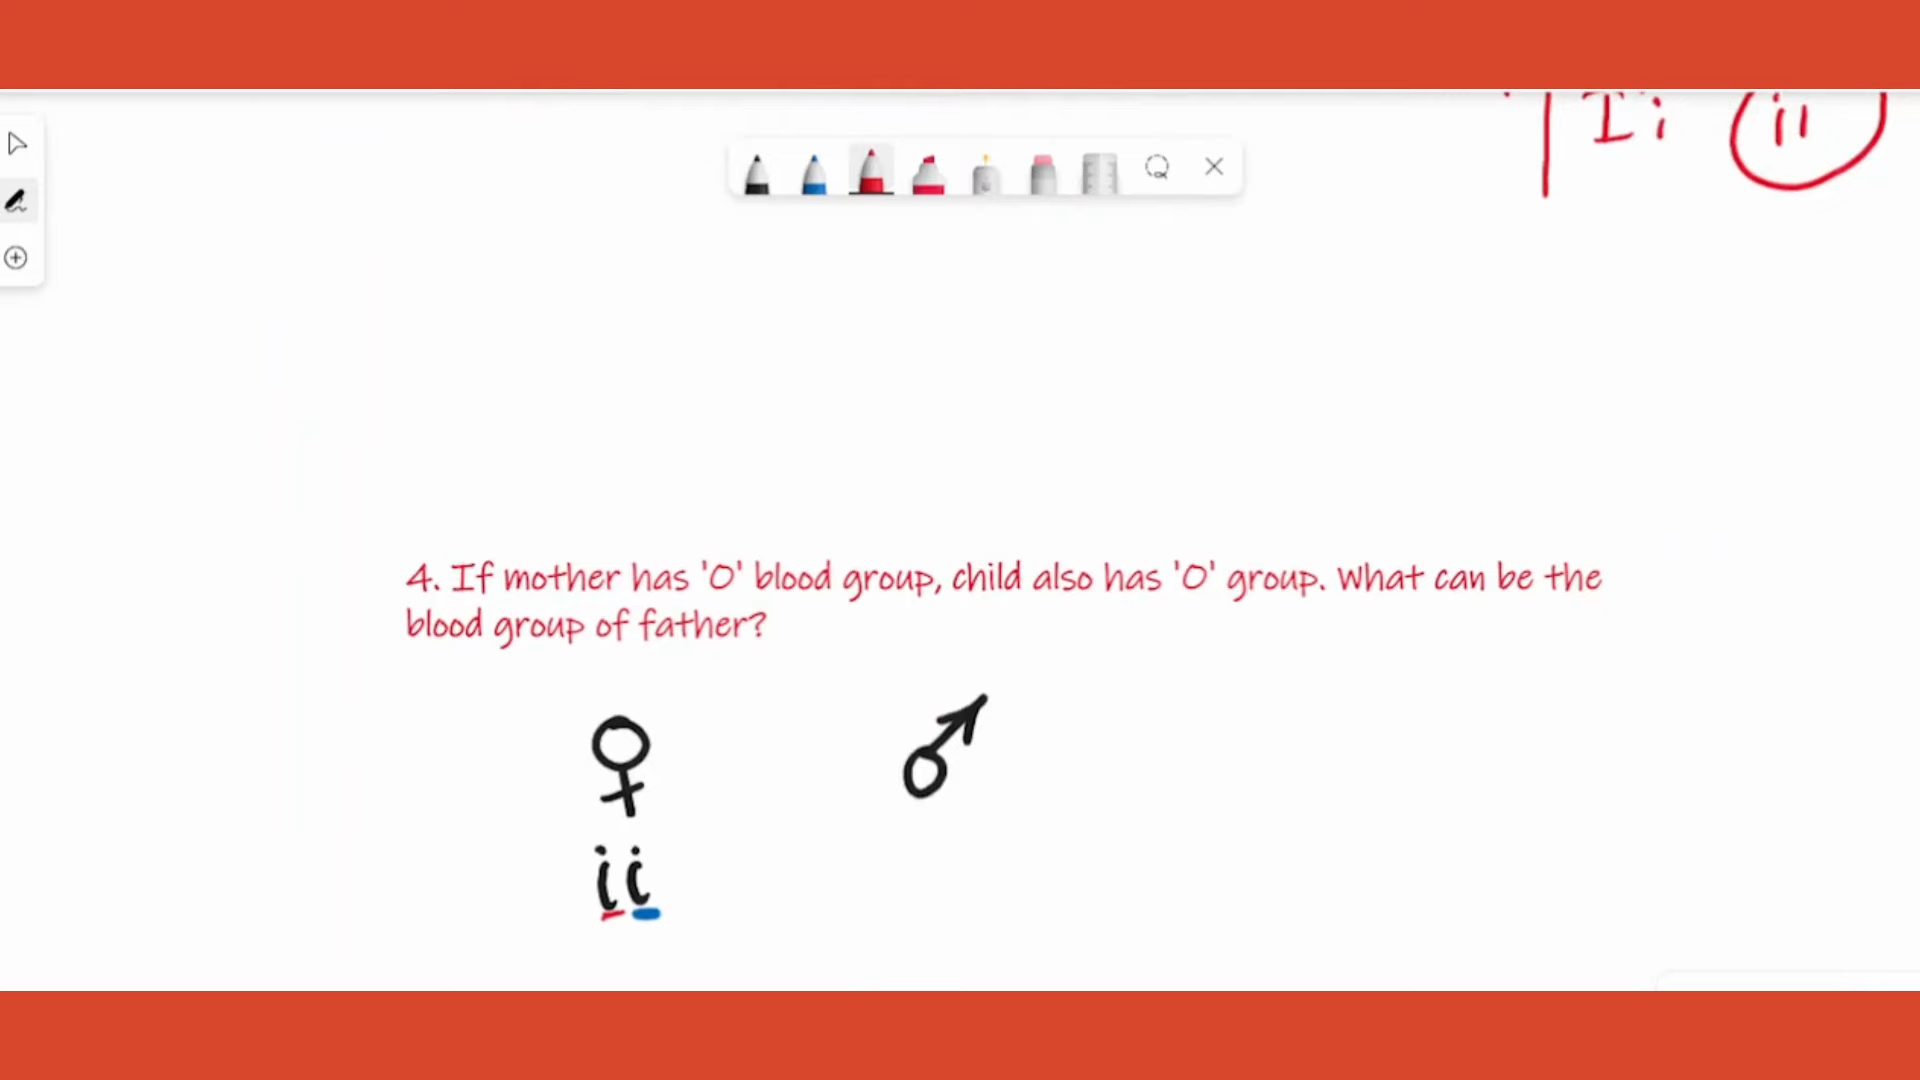 Ii ii
4. If mother has 'O' blood group, child also has 'O' group. What can be the
blood group of father?
♀ ♂
ii